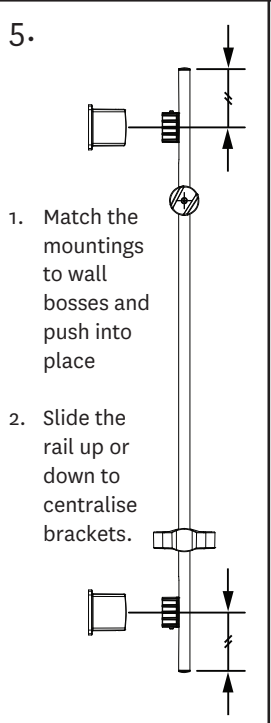 5.
1. Match the
mountings
to wall
bosses and
push into
place
2. Slide the
rail up or
down to
centralise
brackets.